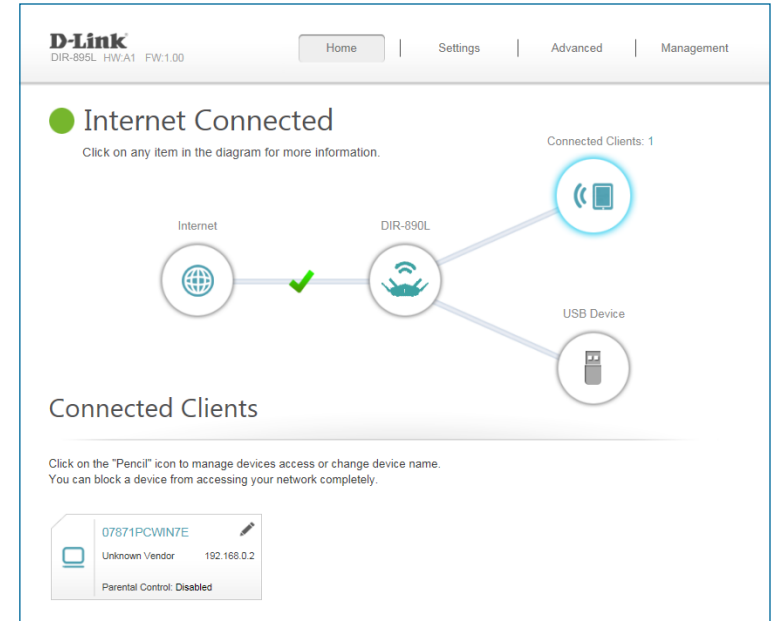 D-Link
DIR-895L HW:A1 FW:1.00
Home
Settings
Advanced
Management
Internet Connected
Click on any item in the diagram for more information.
Connected Clients: 1
Internet
DIR-890L
USB Device
Connected Clients
Click on the "Pencil" icon to manage devices access or change device name.
You can block a device from accessing your network completely.
07871PCWIN7E
Unknown Vendor 192.168.0.2
Parental Control: Disabled